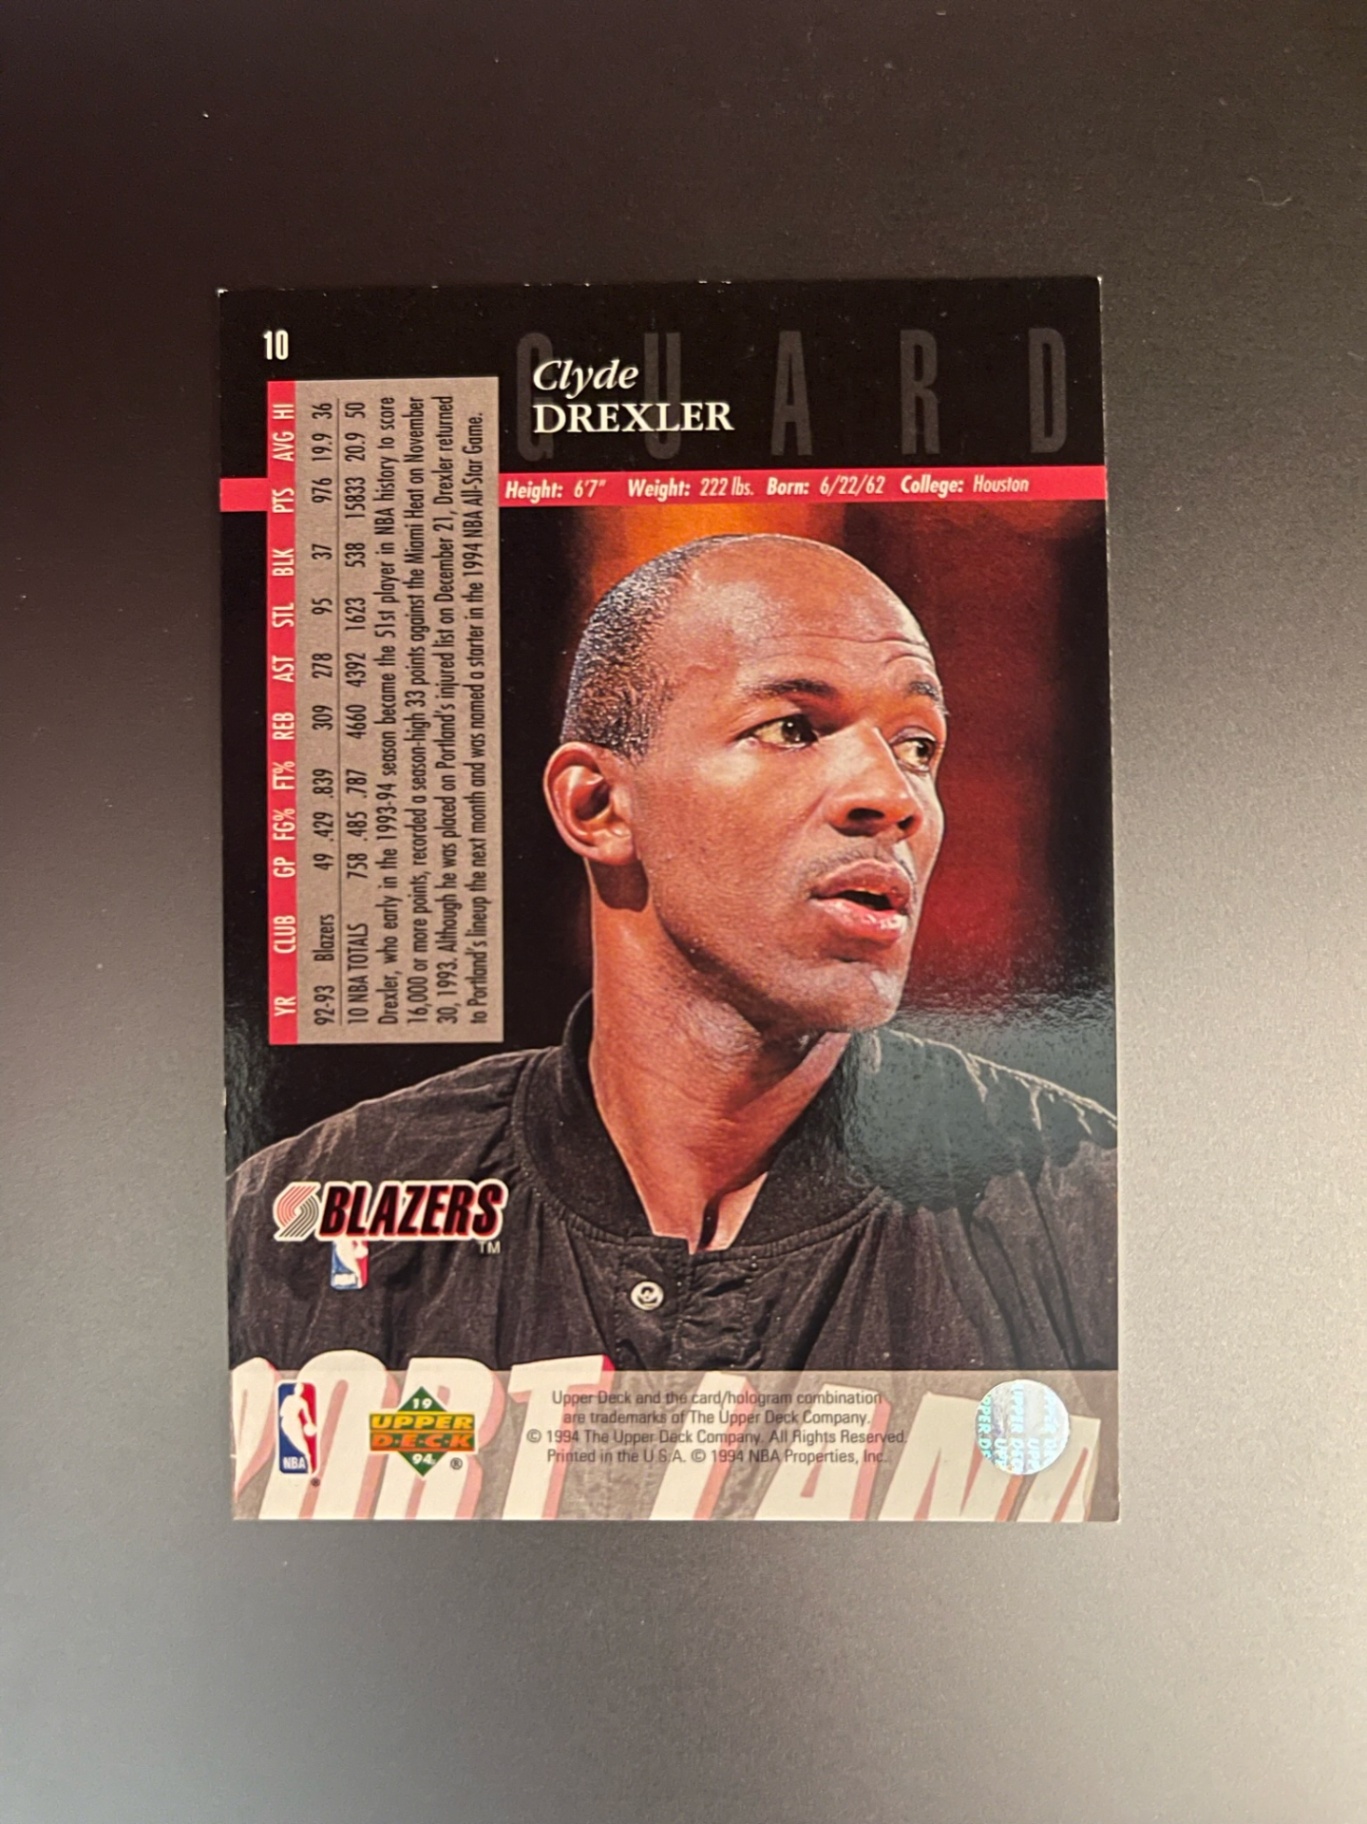 10
GUARD
Clyde
DREXLER
Height: 6'7" Weight: 222 lbs. Born: 6/22/62 College: Houston
YR CLUB GP FG% FT% REB AST STL BLK PTS AVG HI
92-93 Blazers 49 .429 .839 309 278 95 37 976 19.9 36
10 NBA TOTALS 758 .485 .787 4660 4392 1623 538 15833 20.9 50
Drexler, who early in the 1993-94 season became the 51st player in NBA history to score
16,000 or more points, recorded a season-high 33 points against the Miami Heat on November
30, 1993. Although he was placed on Portland's injured list on December 21, Drexler returned
to Portland's lineup the next month and was named a starter in the 1994 NBA All-Star Game.
BLAZERS
TM
NBA
PORTLAND
NBA
®
19
UPPER
D·E·C·K
94
®
Upper Deck and the card/hologram combination
are trademarks of The Upper Deck Company.
© 1994 The Upper Deck Company. All Rights Reserved.
Printed in the U.S.A. © 1994 NBA Properties, Inc.